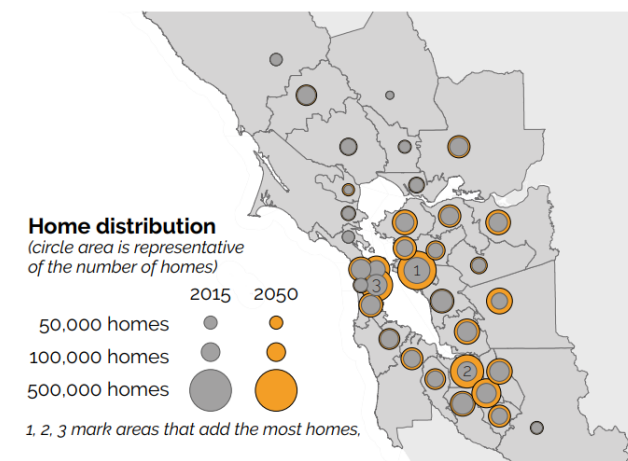 1
3
2
Home distribution
(circle area is representative
of the number of homes)
2015 2050
50,000 homes
100,000 homes
500,000 homes
1, 2, 3 mark areas that add the most homes,